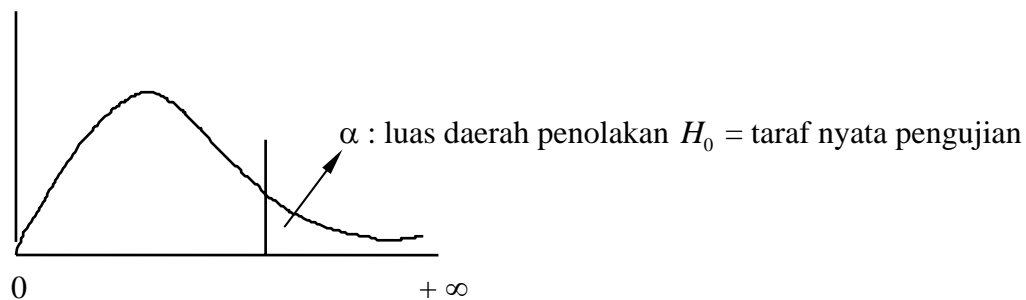 α : luas daerah penolakan H₀ = taraf nyata pengujian
0 + ∞